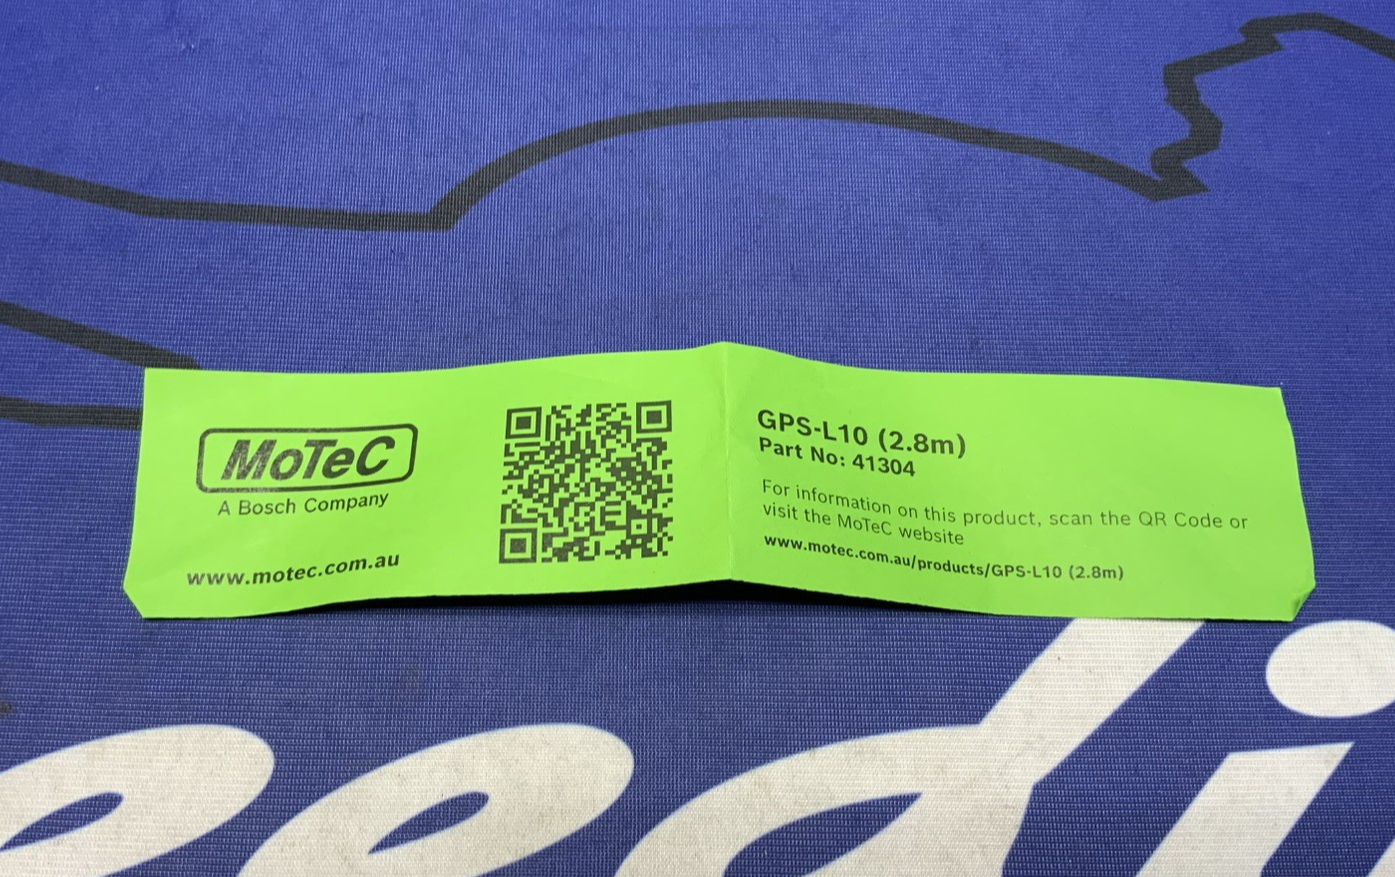 MoTeC
A Bosch Company
www.motec.com.au
GPS-L10 (2.8m)
Part No: 41304
For information on this product, scan the QR Code or
visit the MoTeC website
www.motec.com.au/products/GPS-L10 (2.8m)
eedi